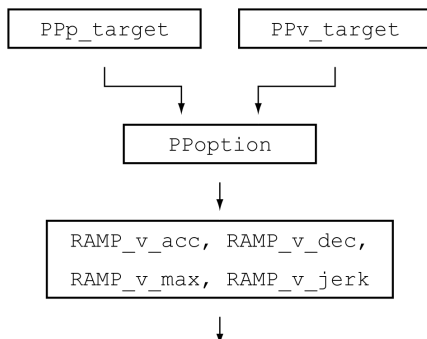 PPp_target
PPv_target
PPoption
RAMP_v_acc, RAMP_v_dec,
RAMP_v_max, RAMP_v_jerk